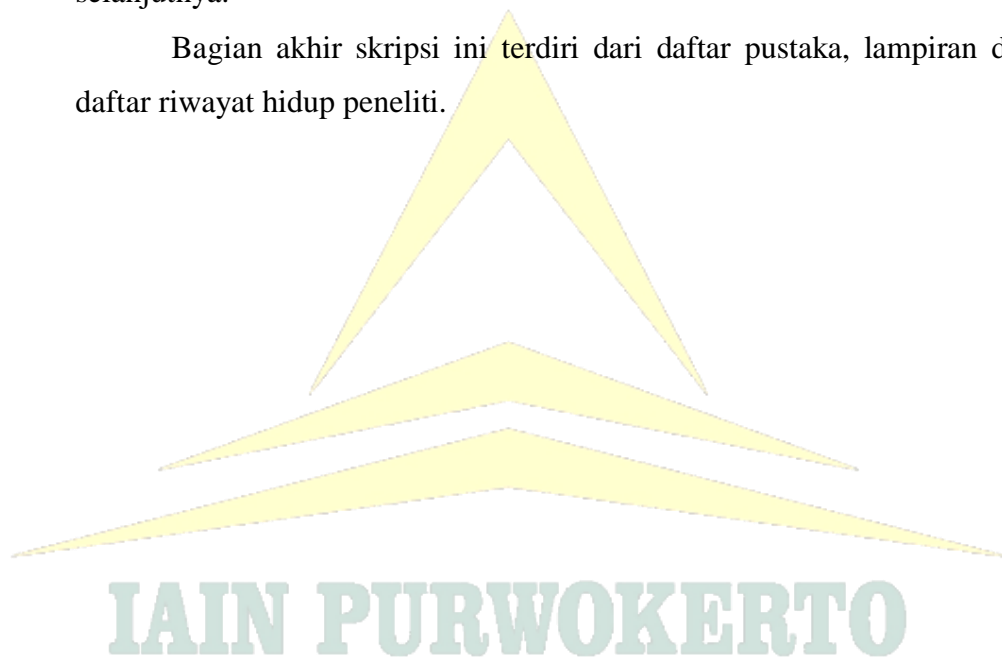 selanjutnya.
Bagian akhir skripsi ini terdiri dari daftar pustaka, lampiran
daftar riwayat hidup peneliti.
IAIN PURWOKERTO